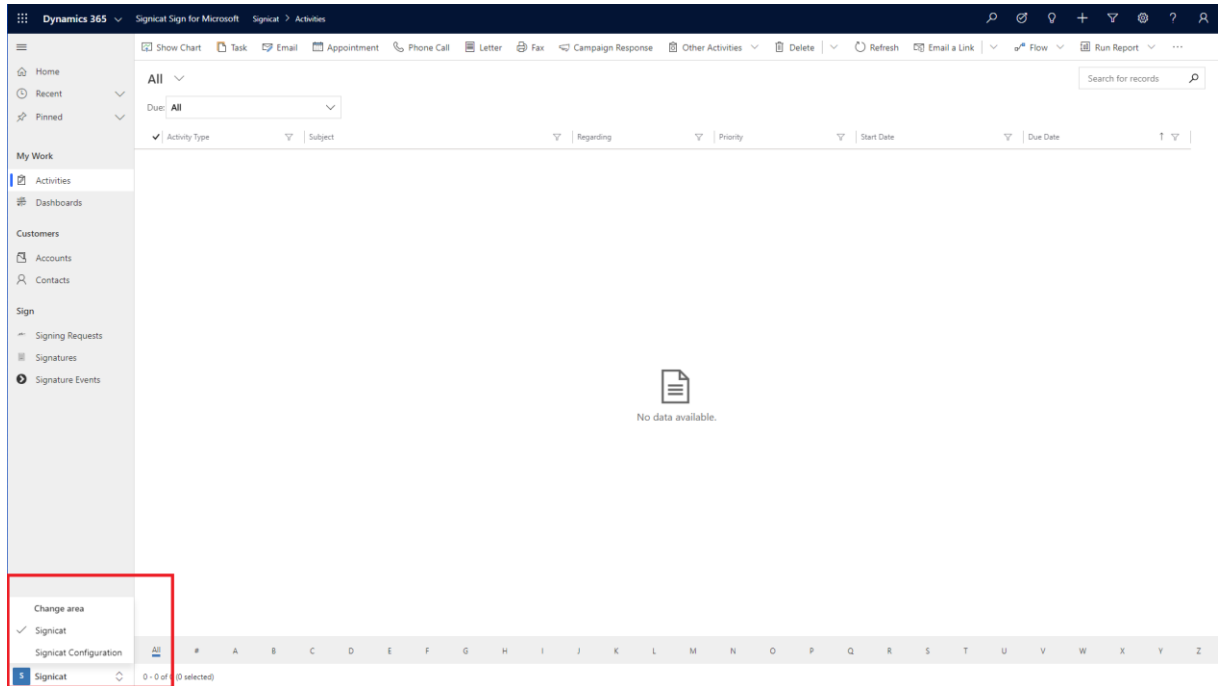 Dynamics 365 Signicat Sign for Microsoft Signicat > Activities
Show Chart Task Email Appointment Phone Call Letter Fax Campaign Response Other Activities Delete Refresh Email a Link Flow Run Report ...
Home
Recent
Pinned
My Work
Activities
Dashboards
Customers
Accounts
Contacts
Sign
Signing Requests
Signatures
Signature Events
All
Search for records
Due: All
Activity Type Subject Regarding Priority Start Date Due Date
No data available.
Change area
Signicat
Signicat Configuration
S Signicat
All # A B C D E F G H I J K L M N O P Q R S T U V W X Y Z
0 - 0 of (0 selected)